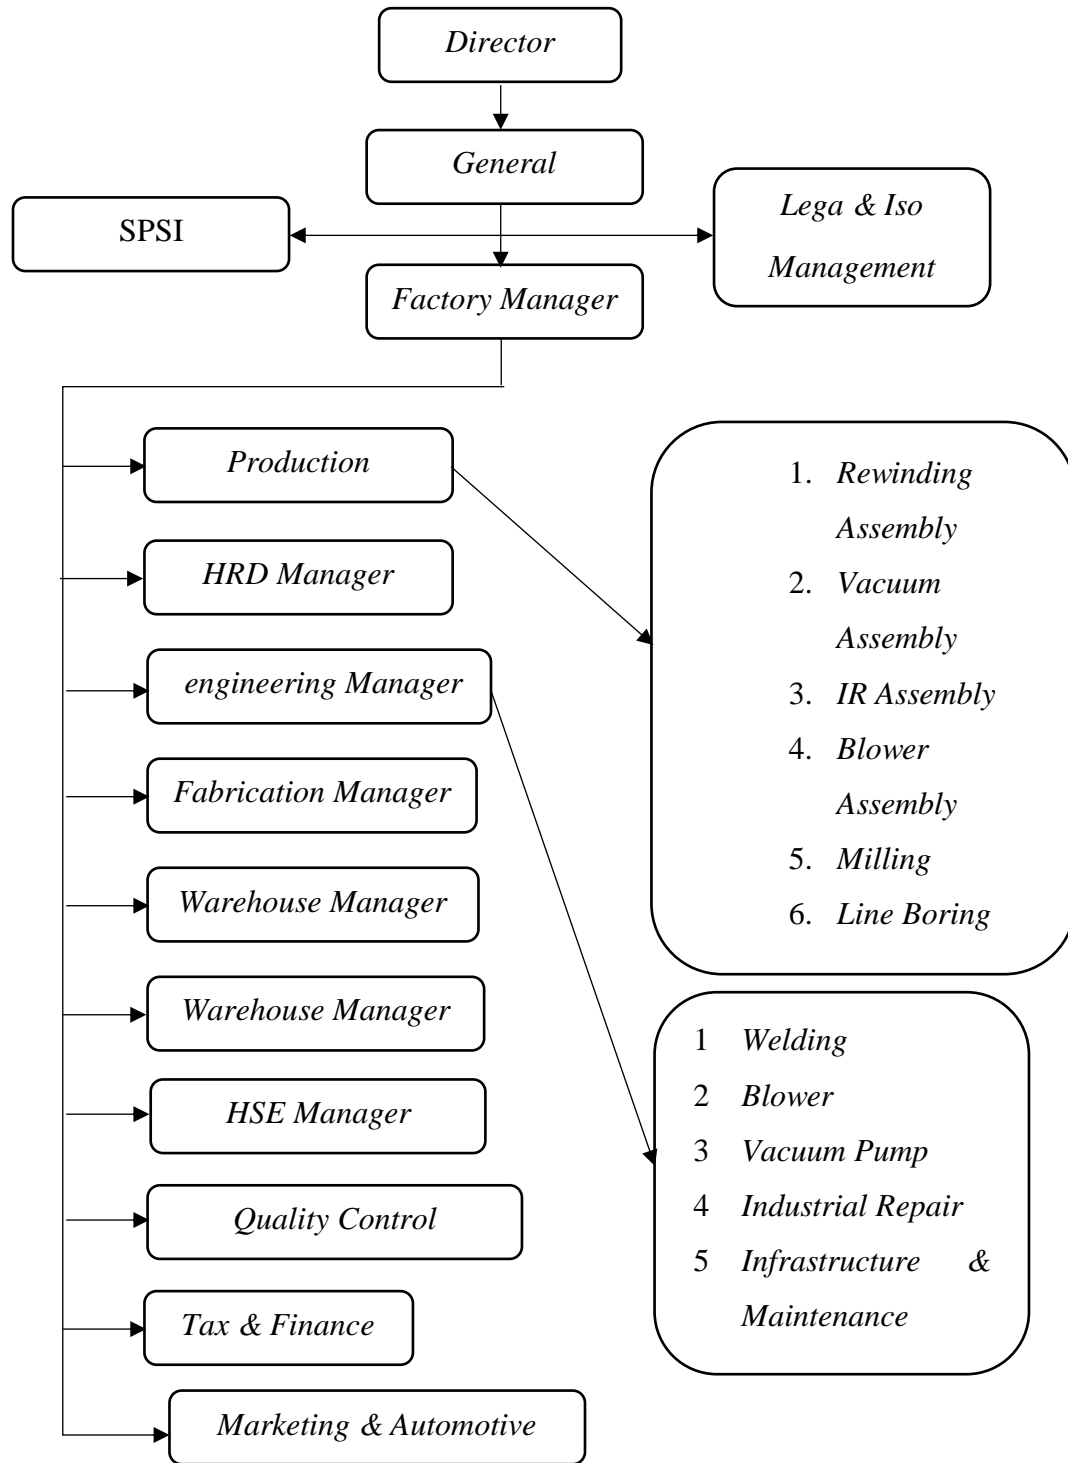 Director
General
SPSI
Lega & Iso
Management
Factory Manager
Production
HRD Manager
engineering Manager
Fabrication Manager
Warehouse Manager
Warehouse Manager
HSE Manager
Quality Control
Tax & Finance
Marketing & Automotive
1. Rewinding
Assembly
2. Vacuum
Assembly
3. IR Assembly
4. Blower
Assembly
5. Milling
6. Line Boring
1 Welding
2 Blower
3 Vacuum Pump
4 Industrial Repair
5 Infrastructure &
Maintenance